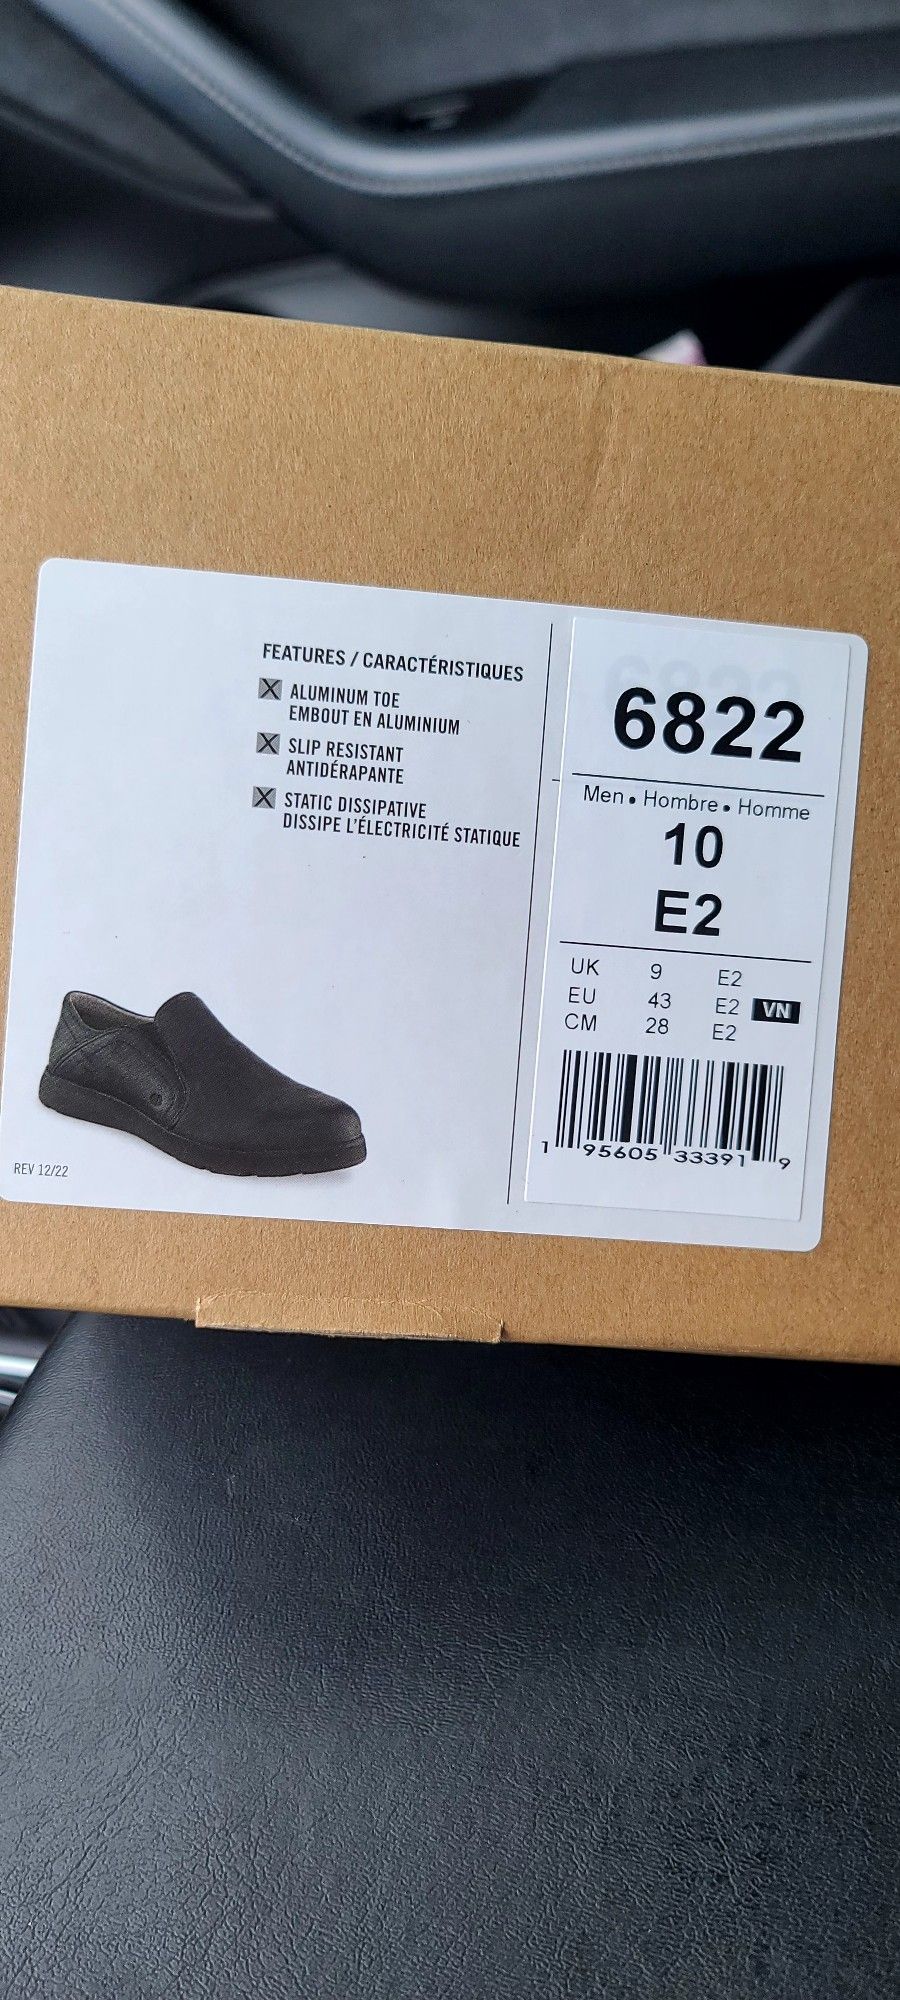 FEATURES / CARACTÉRISTIQUES
ALUMINUM TOE
EMBOUT EN ALUMINIUM
SLIP RESISTANT
ANTIDÉRAPANTE
STATIC DISSIPATIVE
DISSIPE L'ÉLECTRICITÉ STATIQUE
REV 12/22
6822
Men • Hombre • Homme
10
E2
UK 9 E2
EU 43 E2 VN
CM 28 E2
1 95605 33391 9